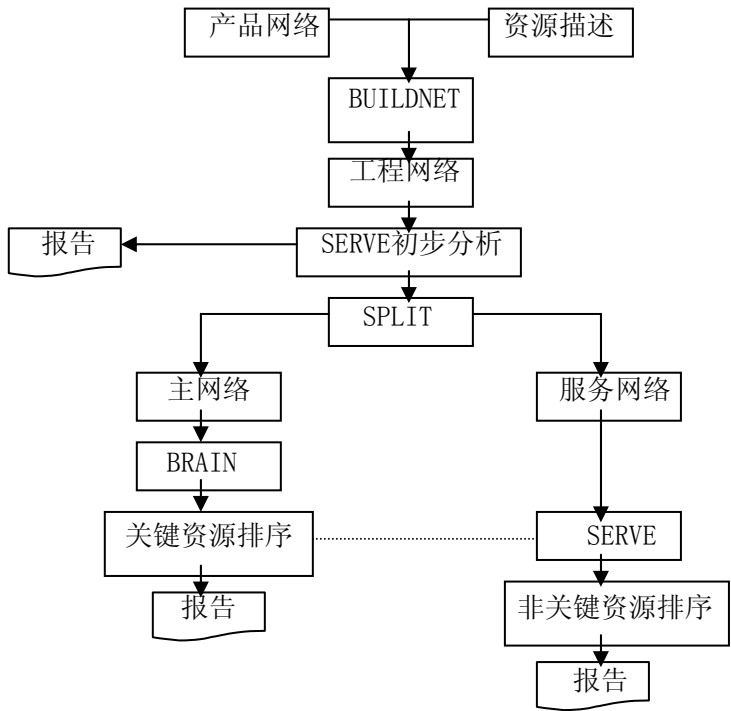 产品网络
资源描述
BUILDNET
工程网络
报告
SERVE初步分析
SPLIT
主网络
服务网络
BRAIN
关键资源排序
SERVE
报告
非关键资源排序
报告